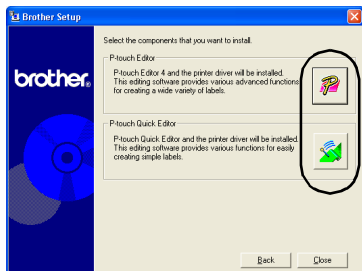 Brother Setup
Select the components that you want to install.
brother.
P-touch Editor
P-touch Editor 4 and the printer driver will be installed.
This editing software provides various advanced functions
for creating a wide variety of labels.
P-touch Quick Editor
P-touch Quick Editor and the printer driver will be installed.
This editing software provides various functions for easily
creating simple labels.
Back
Close